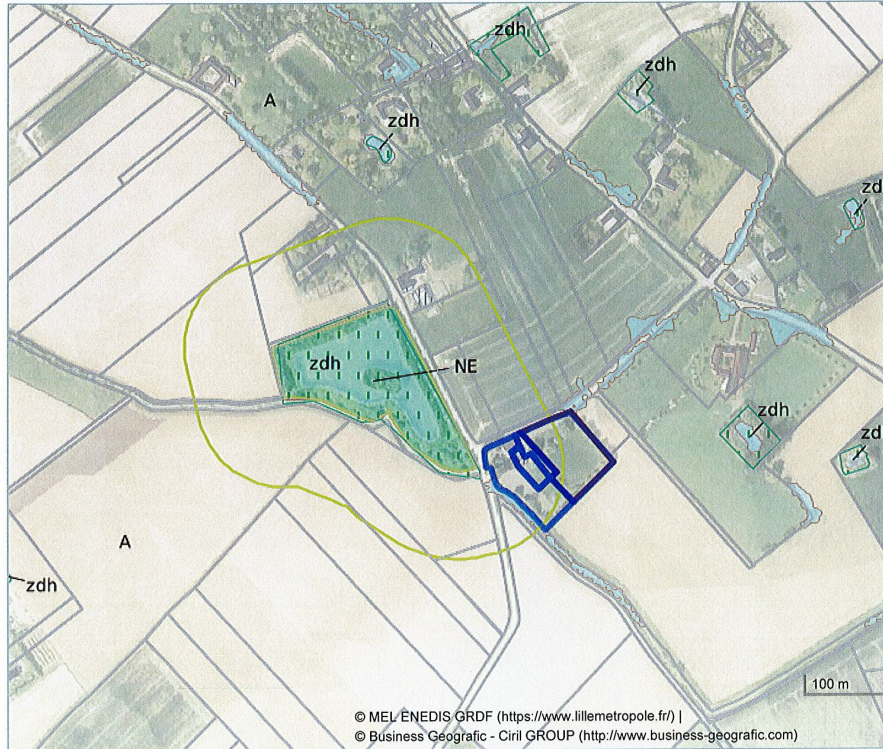 zdh
zdh
A
zdh
zd
zdh
NE
zdh
zd
A
zdh
100 m
© MEL ENEDIS GRDF (https://www.lillemetropole.fr/) |
© Business Geografic - Ciril GROUP (http://www.business-geografic.com)